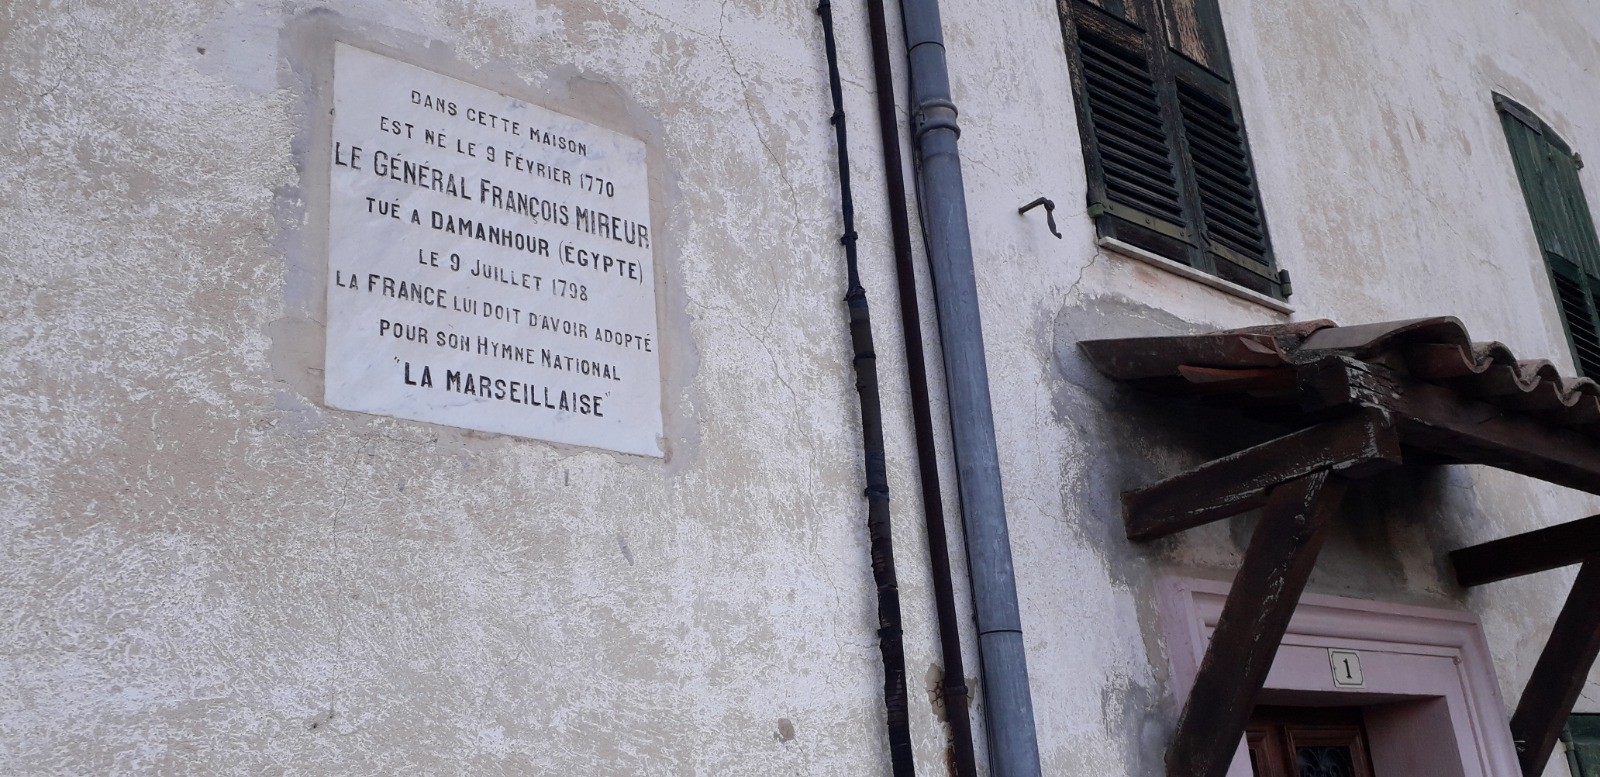 DANS CETTE MAISON
EST NÉ LE 9 FÉVRIER 1770
LE GÉNÉRAL FRANÇOIS MIREUR
TUÉ A DAMANHOUR (ÉGYPTE)
LE 9 JUILLET 1798
LA FRANCE LUI DOIT D'AVOIR ADOPTÉ
POUR SON HYMNE NATIONAL
"LA MARSEILLAISE"
1